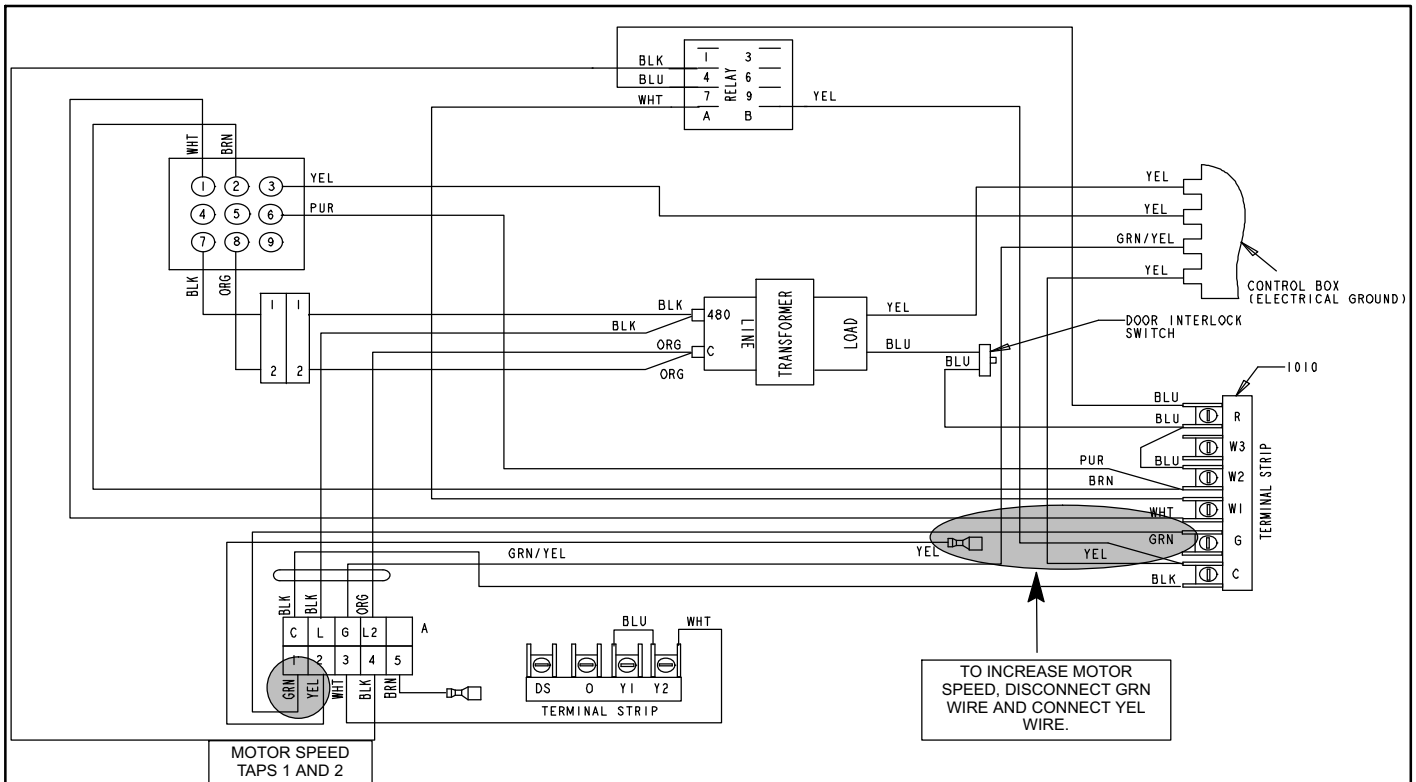 BLK
BLU
WHT
1 3
4 6
7 9
A B
RELAY
YEL
WHT
BRN
1 2 3
4 5 6
7 8 9
YEL
PUR
BLK
ORG
1 1
2 2
BLK
BLK
ORG
ORG
480
C
LINE
TRANSFORMER
LOAD
YEL
BLU
BLU
YEL
YEL
GRN/YEL
YEL
CONTROL BOX
(ELECTRICAL GROUND)
DOOR INTERLOCK
SWITCH
1010
BLU
BLU
BLU
PUR
BRN
WHT
GRN
YEL
YEL
BLK
R
W3
W2
W1
G
C
TERMINAL STRIP
GRN/YEL
BLK
BLK
ORG
C L G L2
A
1 2 3 4 5
GRN
YEL
WHT
BLK
BRN
BLU
WHT
DS O Y1 Y2
TERMINAL STRIP
MOTOR SPEED
TAPS 1 AND 2
TO INCREASE MOTOR
SPEED, DISCONNECT GRN
WIRE AND CONNECT YEL
WIRE.